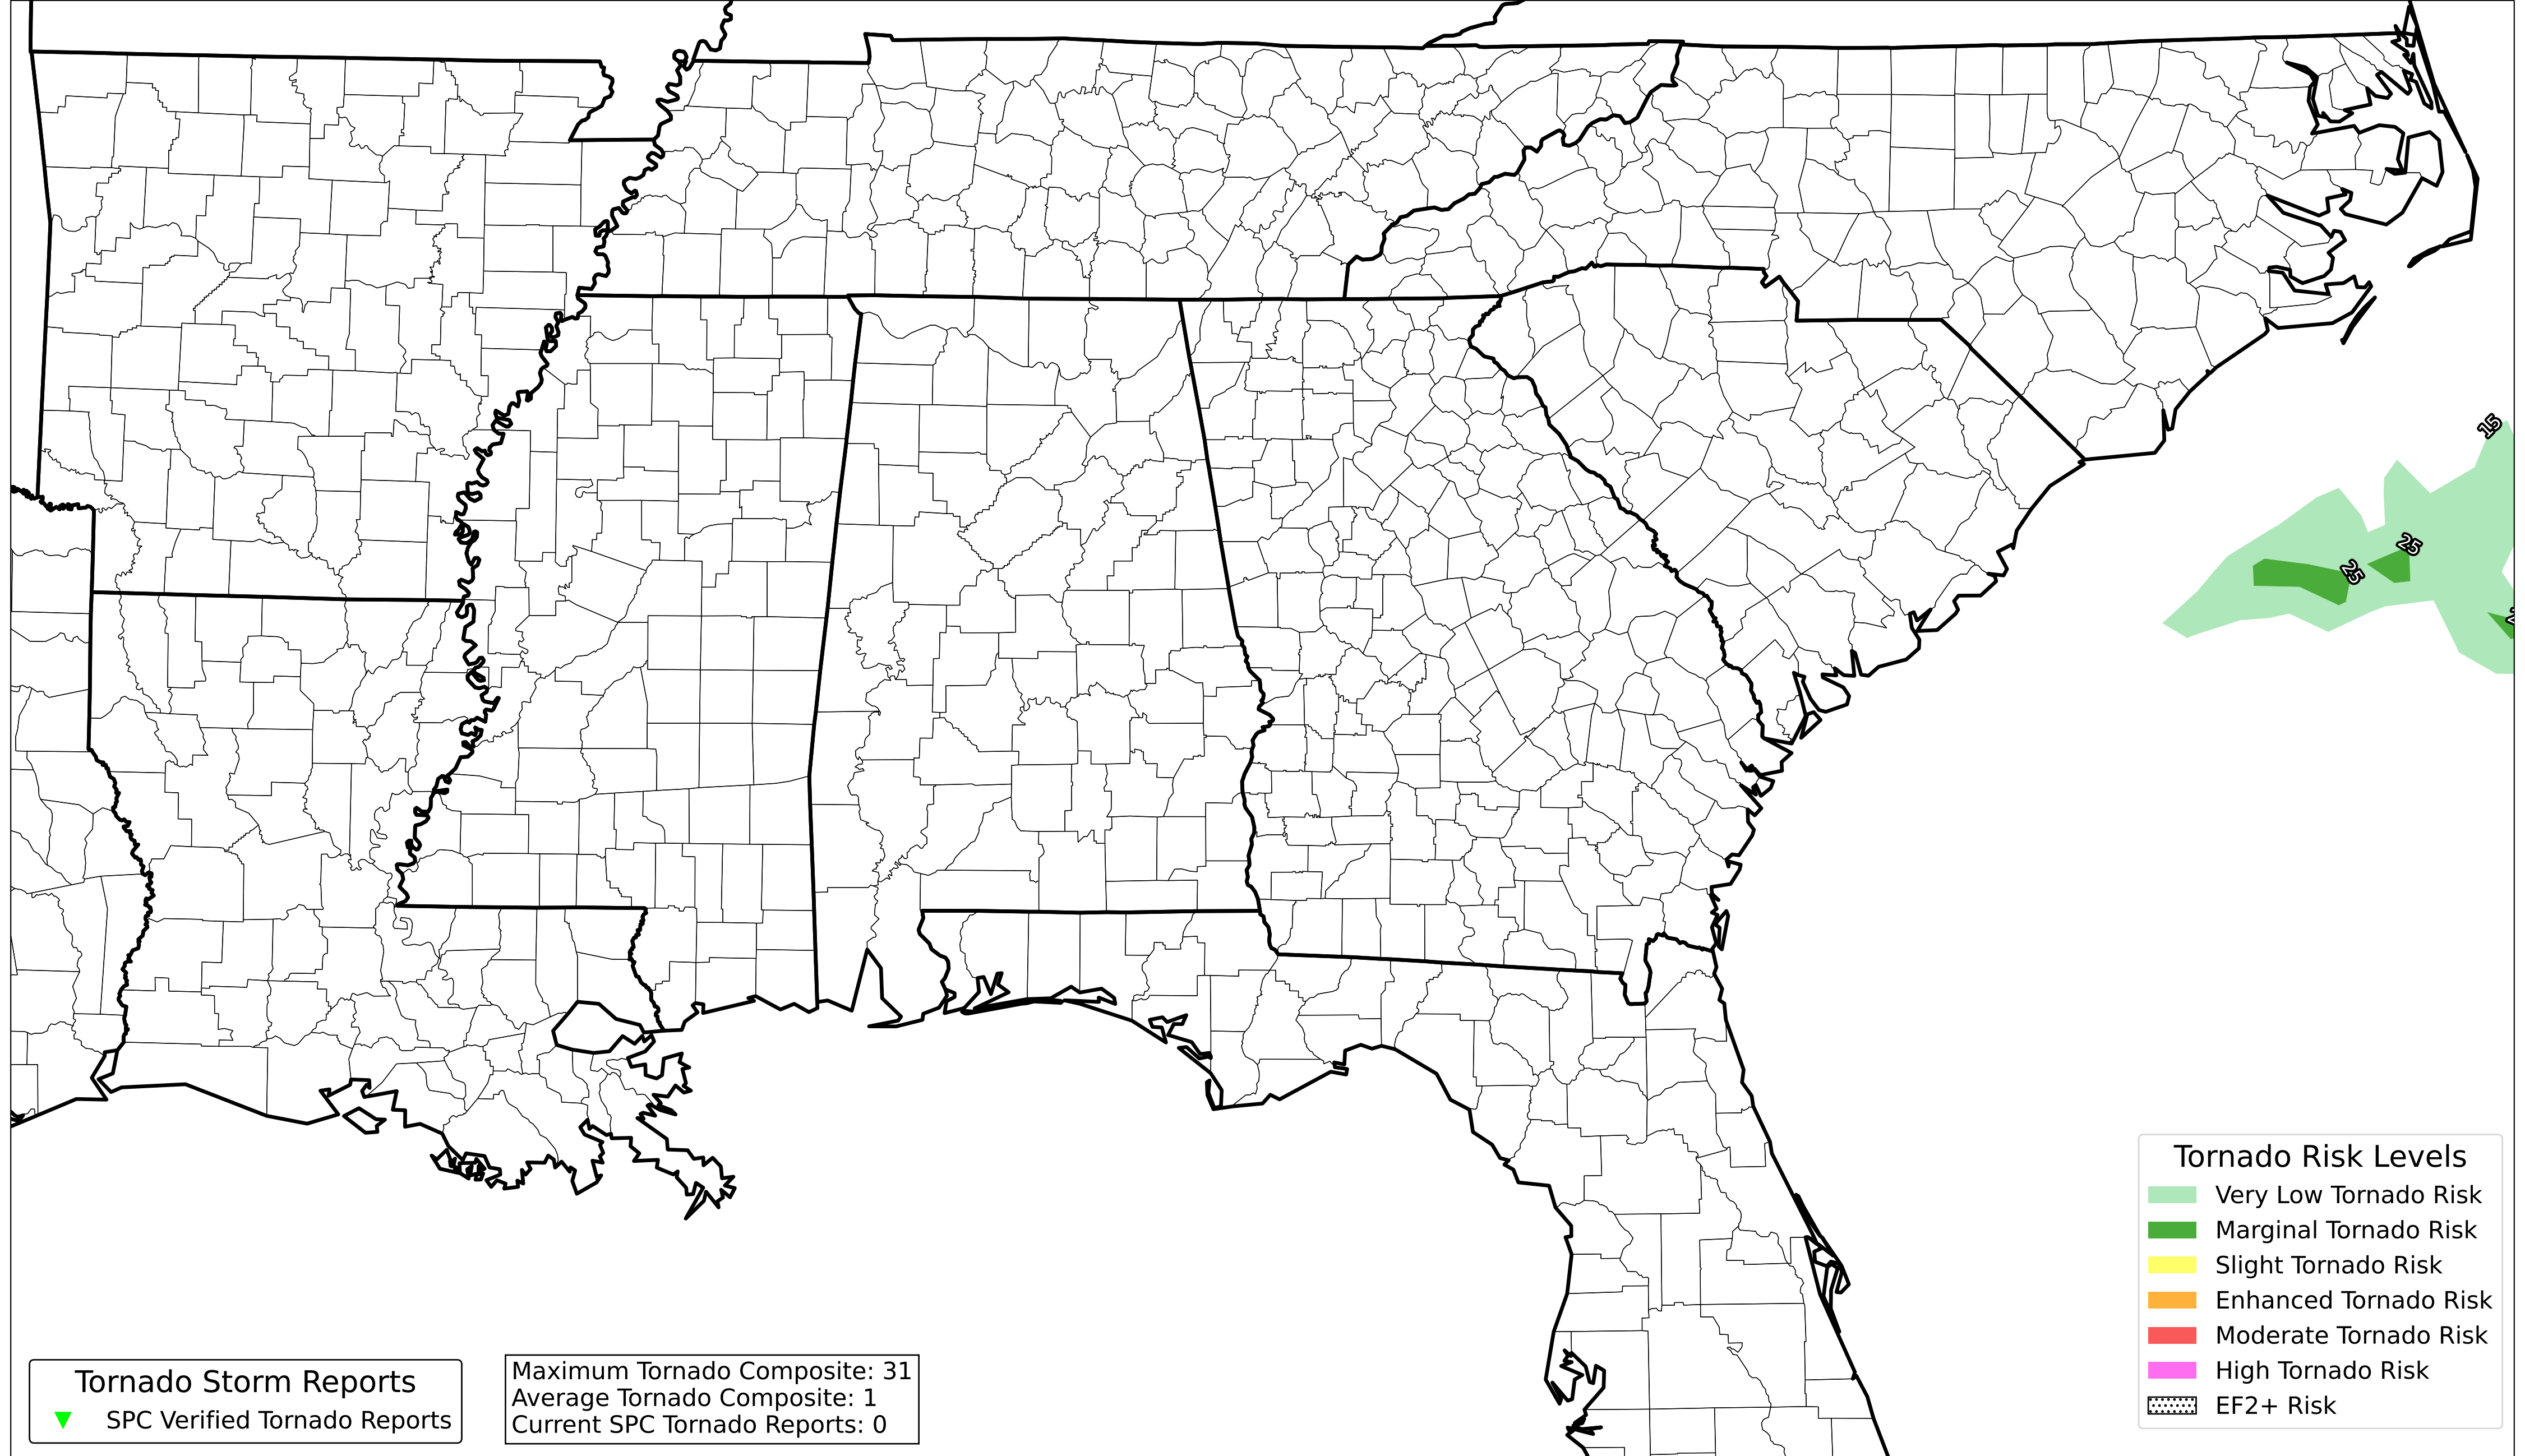 15
25
25
Tornado Risk Levels
Very Low Tornado Risk
Marginal Tornado Risk
Slight Tornado Risk
Enhanced Tornado Risk
Moderate Tornado Risk
High Tornado Risk
EF2+ Risk
Tornado Storm Reports
SPC Verified Tornado Reports
Maximum Tornado Composite: 31
Average Tornado Composite: 1
Current SPC Tornado Reports: 0